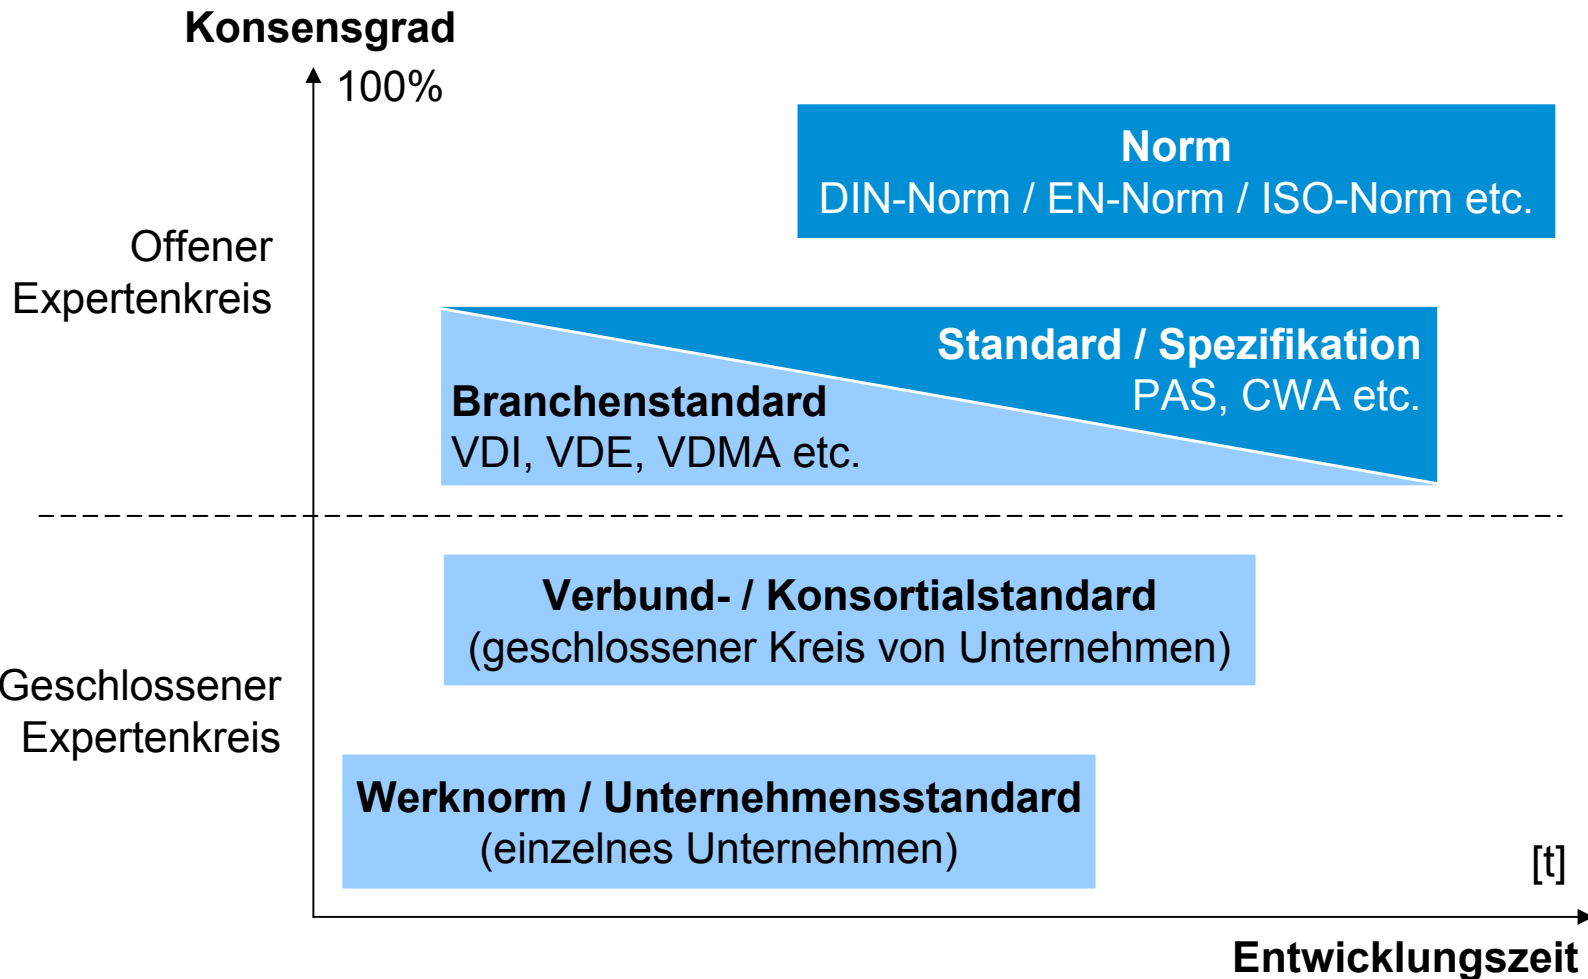 Konsensgrad
100%
Norm
DIN-Norm / EN-Norm / ISO-Norm etc.
Offener
Expertenkreis
Standard / Spezifikation
PAS, CWA etc.
Branchenstandard
VDI, VDE, VDMA etc.
Verbund- / Konsortialstandard
(geschlossener Kreis von Unternehmen)
Geschlossener
Expertenkreis
Werknorm / Unternehmensstandard
(einzelnes Unternehmen)
[t]
Entwicklungszeit